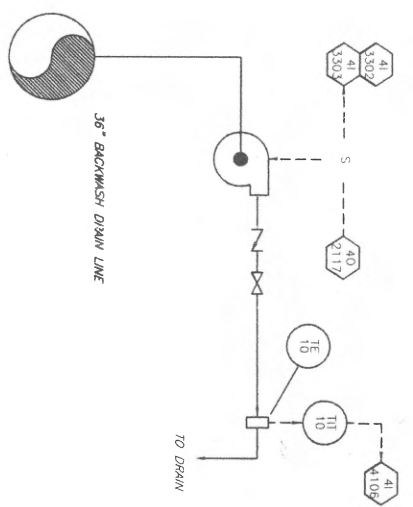 41
3302
41
3303
S
40
2117
36" BACKWASH DRAIN LINE
TE
10
TIT
10
41
4106
TO DRAIN